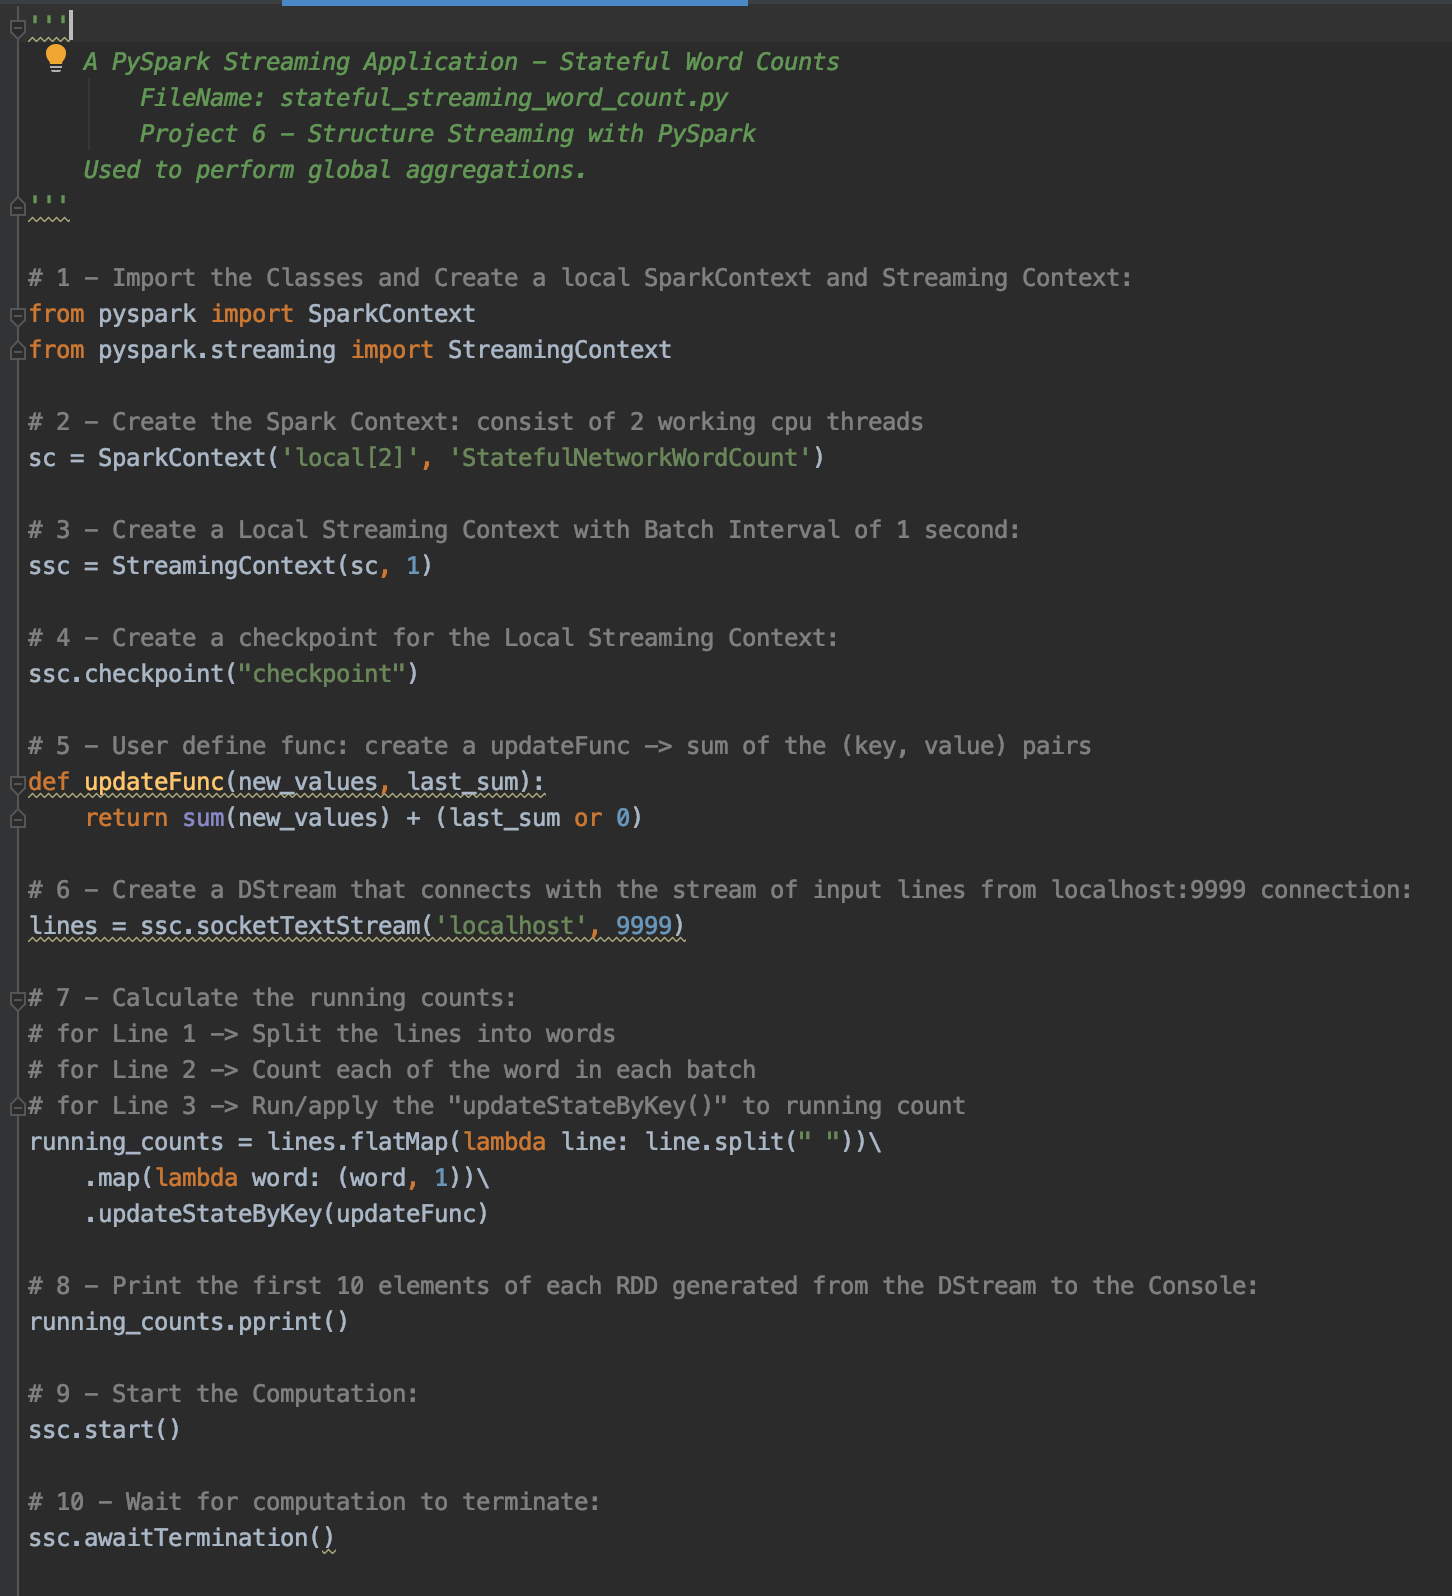 '''
    A PySpark Streaming Application – Stateful Word Counts
        FileName: stateful_streaming_word_count.py
        Project 6 – Structure Streaming with PySpark
    Used to perform global aggregations.
'''

# 1 – Import the Classes and Create a local SparkContext and Streaming Context:
from pyspark import SparkContext
from pyspark.streaming import StreamingContext

# 2 – Create the Spark Context: consist of 2 working cpu threads
sc = SparkContext('local[2]', 'StatefulNetworkWordCount')

# 3 – Create a Local Streaming Context with Batch Interval of 1 second:
ssc = StreamingContext(sc, 1)

# 4 – Create a checkpoint for the Local Streaming Context:
ssc.checkpoint("checkpoint")

# 5 – User define func: create a updateFunc –> sum of the (key, value) pairs
def updateFunc(new_values, last_sum):
    return sum(new_values) + (last_sum or 0)

# 6 – Create a DStream that connects with the stream of input lines from localhost:9999 connection:
lines = ssc.socketTextStream('localhost', 9999)

# 7 – Calculate the running counts:
# for Line 1 –> Split the lines into words
# for Line 2 –> Count each of the word in each batch
# for Line 3 –> Run/apply the "updateStateByKey()" to running count
running_counts = lines.flatMap(lambda line: line.split(" "))\
    .map(lambda word: (word, 1))\
    .updateStateByKey(updateFunc)

# 8 – Print the first 10 elements of each RDD generated from the DStream to the Console:
running_counts.pprint()

# 9 – Start the Computation:
ssc.start()

# 10 – Wait for computation to terminate:
ssc.awaitTermination()